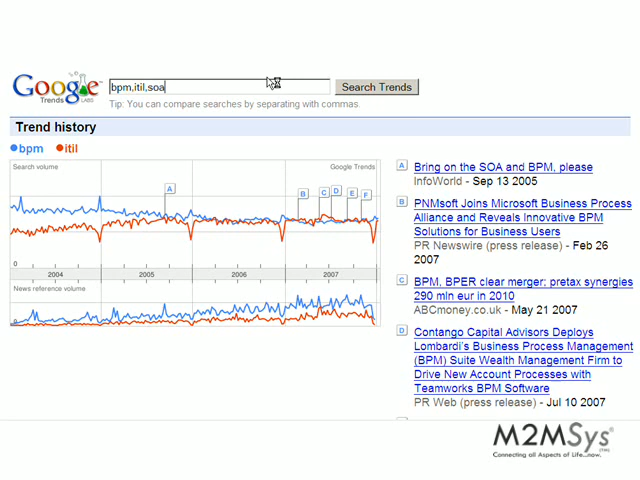 Google
Trends LABS
bpm,itil,soa
Search Trends
Tip: You can compare searches by separating with commas.
Trend history
bpm itil
Search volume
Google Trends
A
B
C
D
E
F
0
2004 2005 2006 2007
News reference volume
0
A Bring on the SOA and BPM, please
InfoWorld - Sep 13 2005
B PNMsoft Joins Microsoft Business Process
Alliance and Reveals Innovative BPM
Solutions for Business Users
PR Newswire (press release) - Feb 26
2007
C BPM, BPER clear merger; pretax synergies
290 mln eur in 2010
ABCmoney.co.uk - May 21 2007
D Contango Capital Advisors Deploys
Lombardi's Business Process Management
(BPM) Suite Wealth Management Firm to
Drive New Account Processes with
Teamworks BPM Software
PR Web (press release) - Jul 10 2007
M2MSys®
Connecting all Aspects of Life...now. (TM)